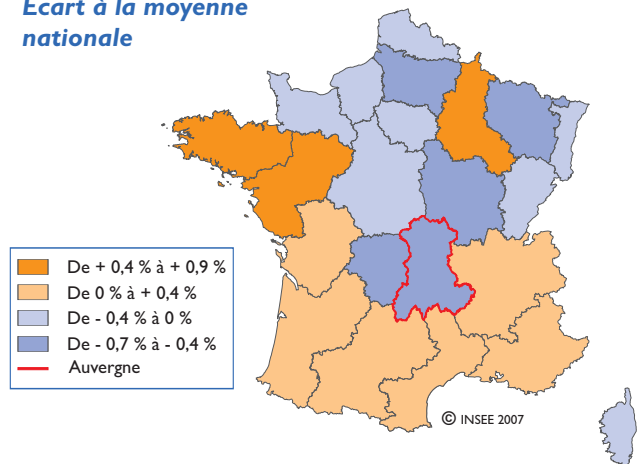 Ecart à la moyenne
nationale
De + 0,4 % à + 0,9 %
De 0 % à + 0,4 %
De - 0,4 % à 0 %
De - 0,7 % à - 0,4 %
Auvergne
© INSEE 2007